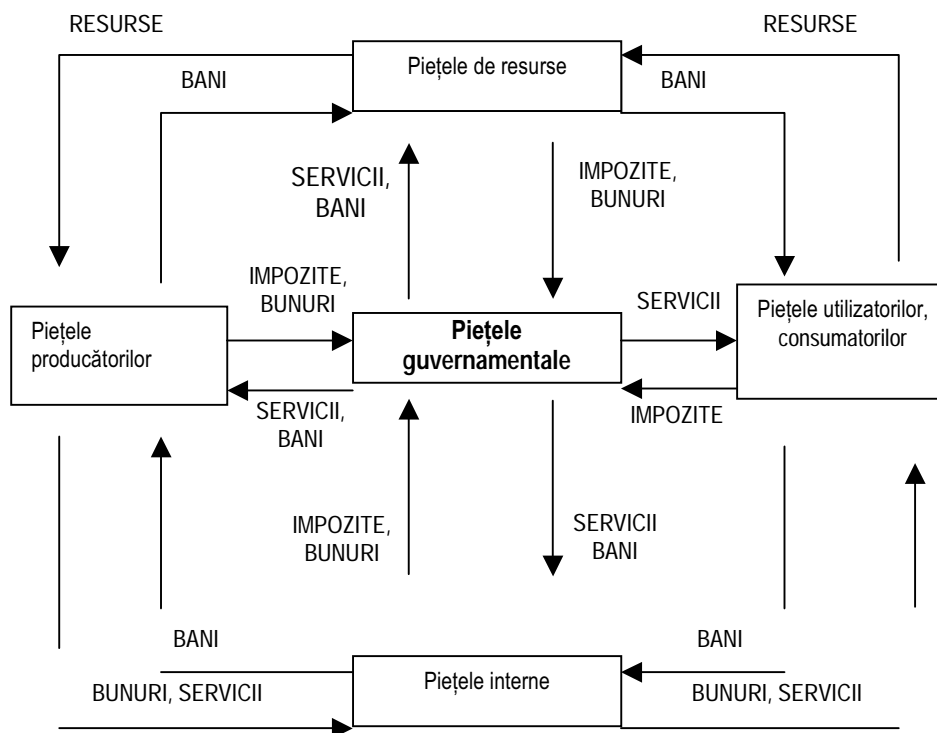 RESURSE
RESURSE
Piețele de resurse
BANI
BANI
SERVICII,
BANI
IMPOZITE,
BUNURI
IMPOZITE,
BUNURI
SERVICII
Piețele
producătorilor
Piețele
guvernamentale
Piețele utilizatorilor,
consumatorilor
SERVICII,
BANI
IMPOZITE
IMPOZITE,
BUNURI
SERVICII
BANI
BANI
BANI
Piețele interne
BUNURI, SERVICII
BUNURI, SERVICII